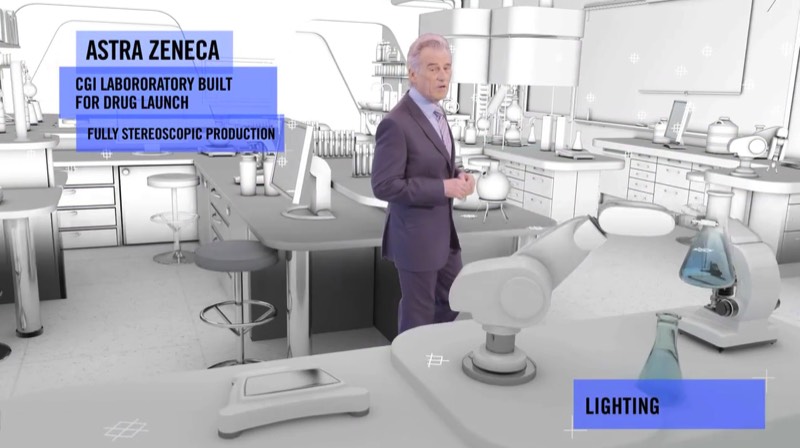 ASTRA ZENECA
CGI LABORORATORY BUILT
FOR DRUG LAUNCH
FULLY STEREOSCOPIC PRODUCTION
LIGHTING